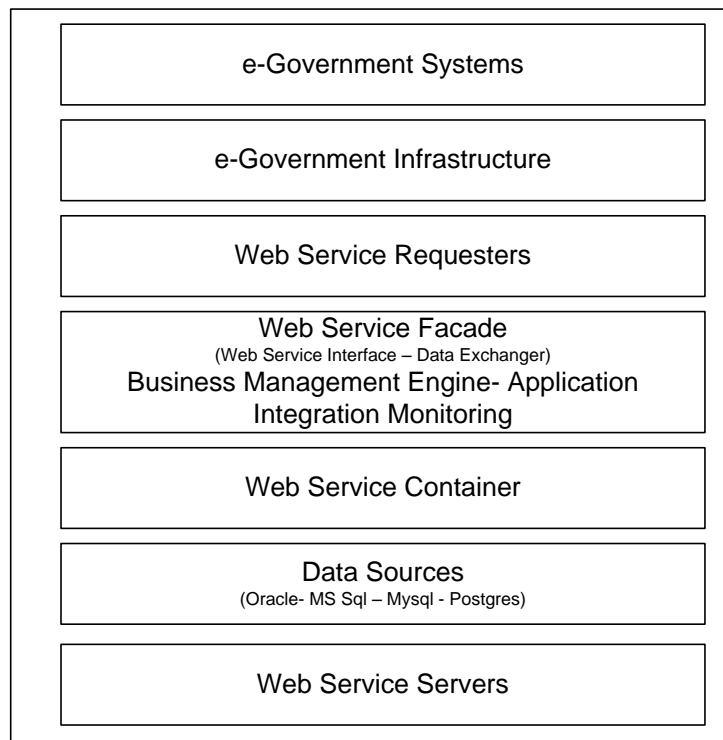 e-Government Systems
e-Government Infrastructure
Web Service Requesters
Web Service Facade
(Web Service Interface – Data Exchanger)
Business Management Engine- Application
Integration Monitoring
Web Service Container
Data Sources
(Oracle- MS Sql – Mysql - Postgres)
Web Service Servers